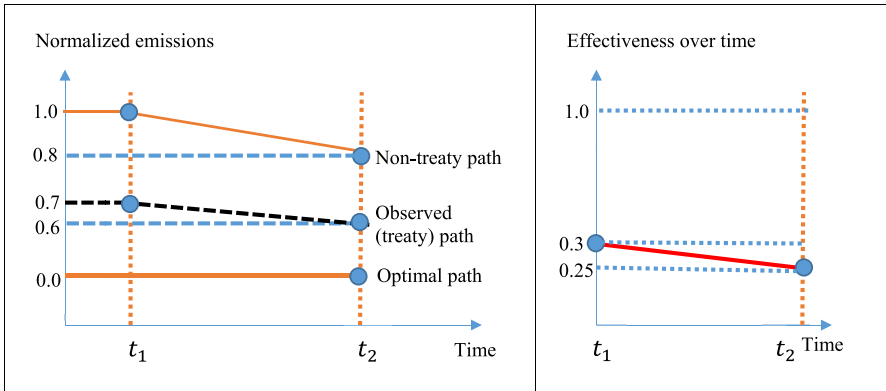 Normalized emissions
1.0
0.8
0.7
0.6
0.0
Non-treaty path
Observed
(treaty) path
Optimal path
t1
t2
Time
Effectiveness over time
1.0
0.3
0.25
t1
t2
Time